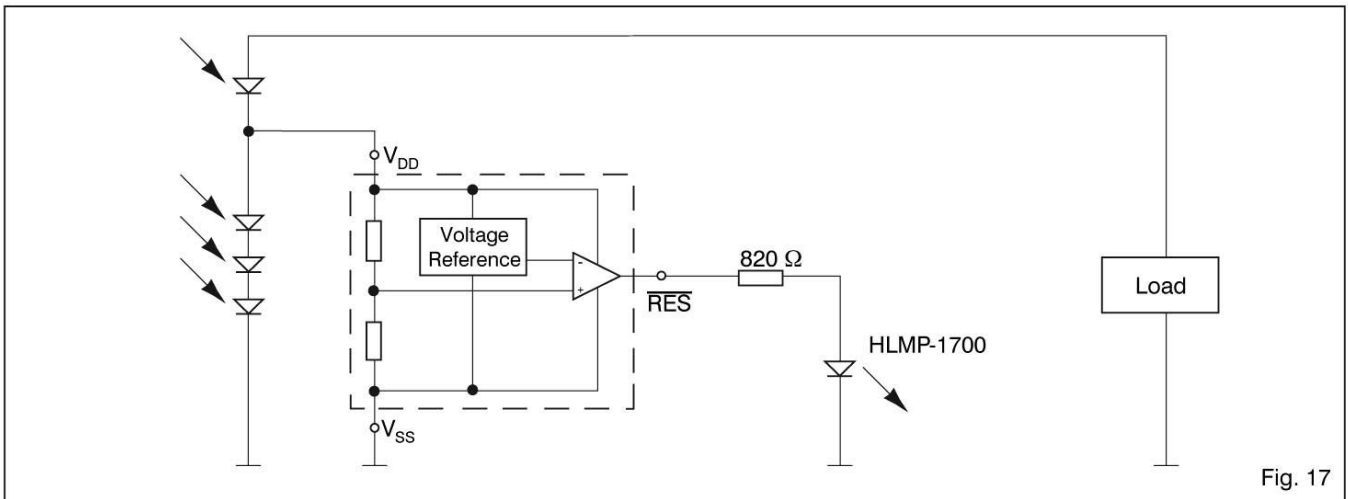 V_DD
Voltage
Reference
-
+
RES
820 Ω
HLMP-1700
Load
V_SS
Fig. 17